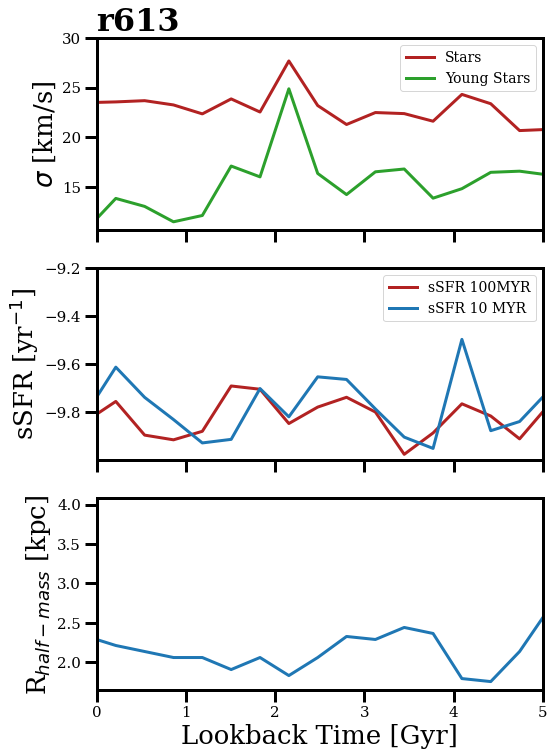 r613
30
25
20
15
σ [km/s]
Stars
Young Stars
−9.2
−9.4
−9.6
−9.8
sSFR [yr⁻¹]
sSFR 100MYR
sSFR 10 MYR
4.0
3.5
3.0
2.5
2.0
R_{half−mass} [kpc]
0 1 2 3 4 5
Lookback Time [Gyr]